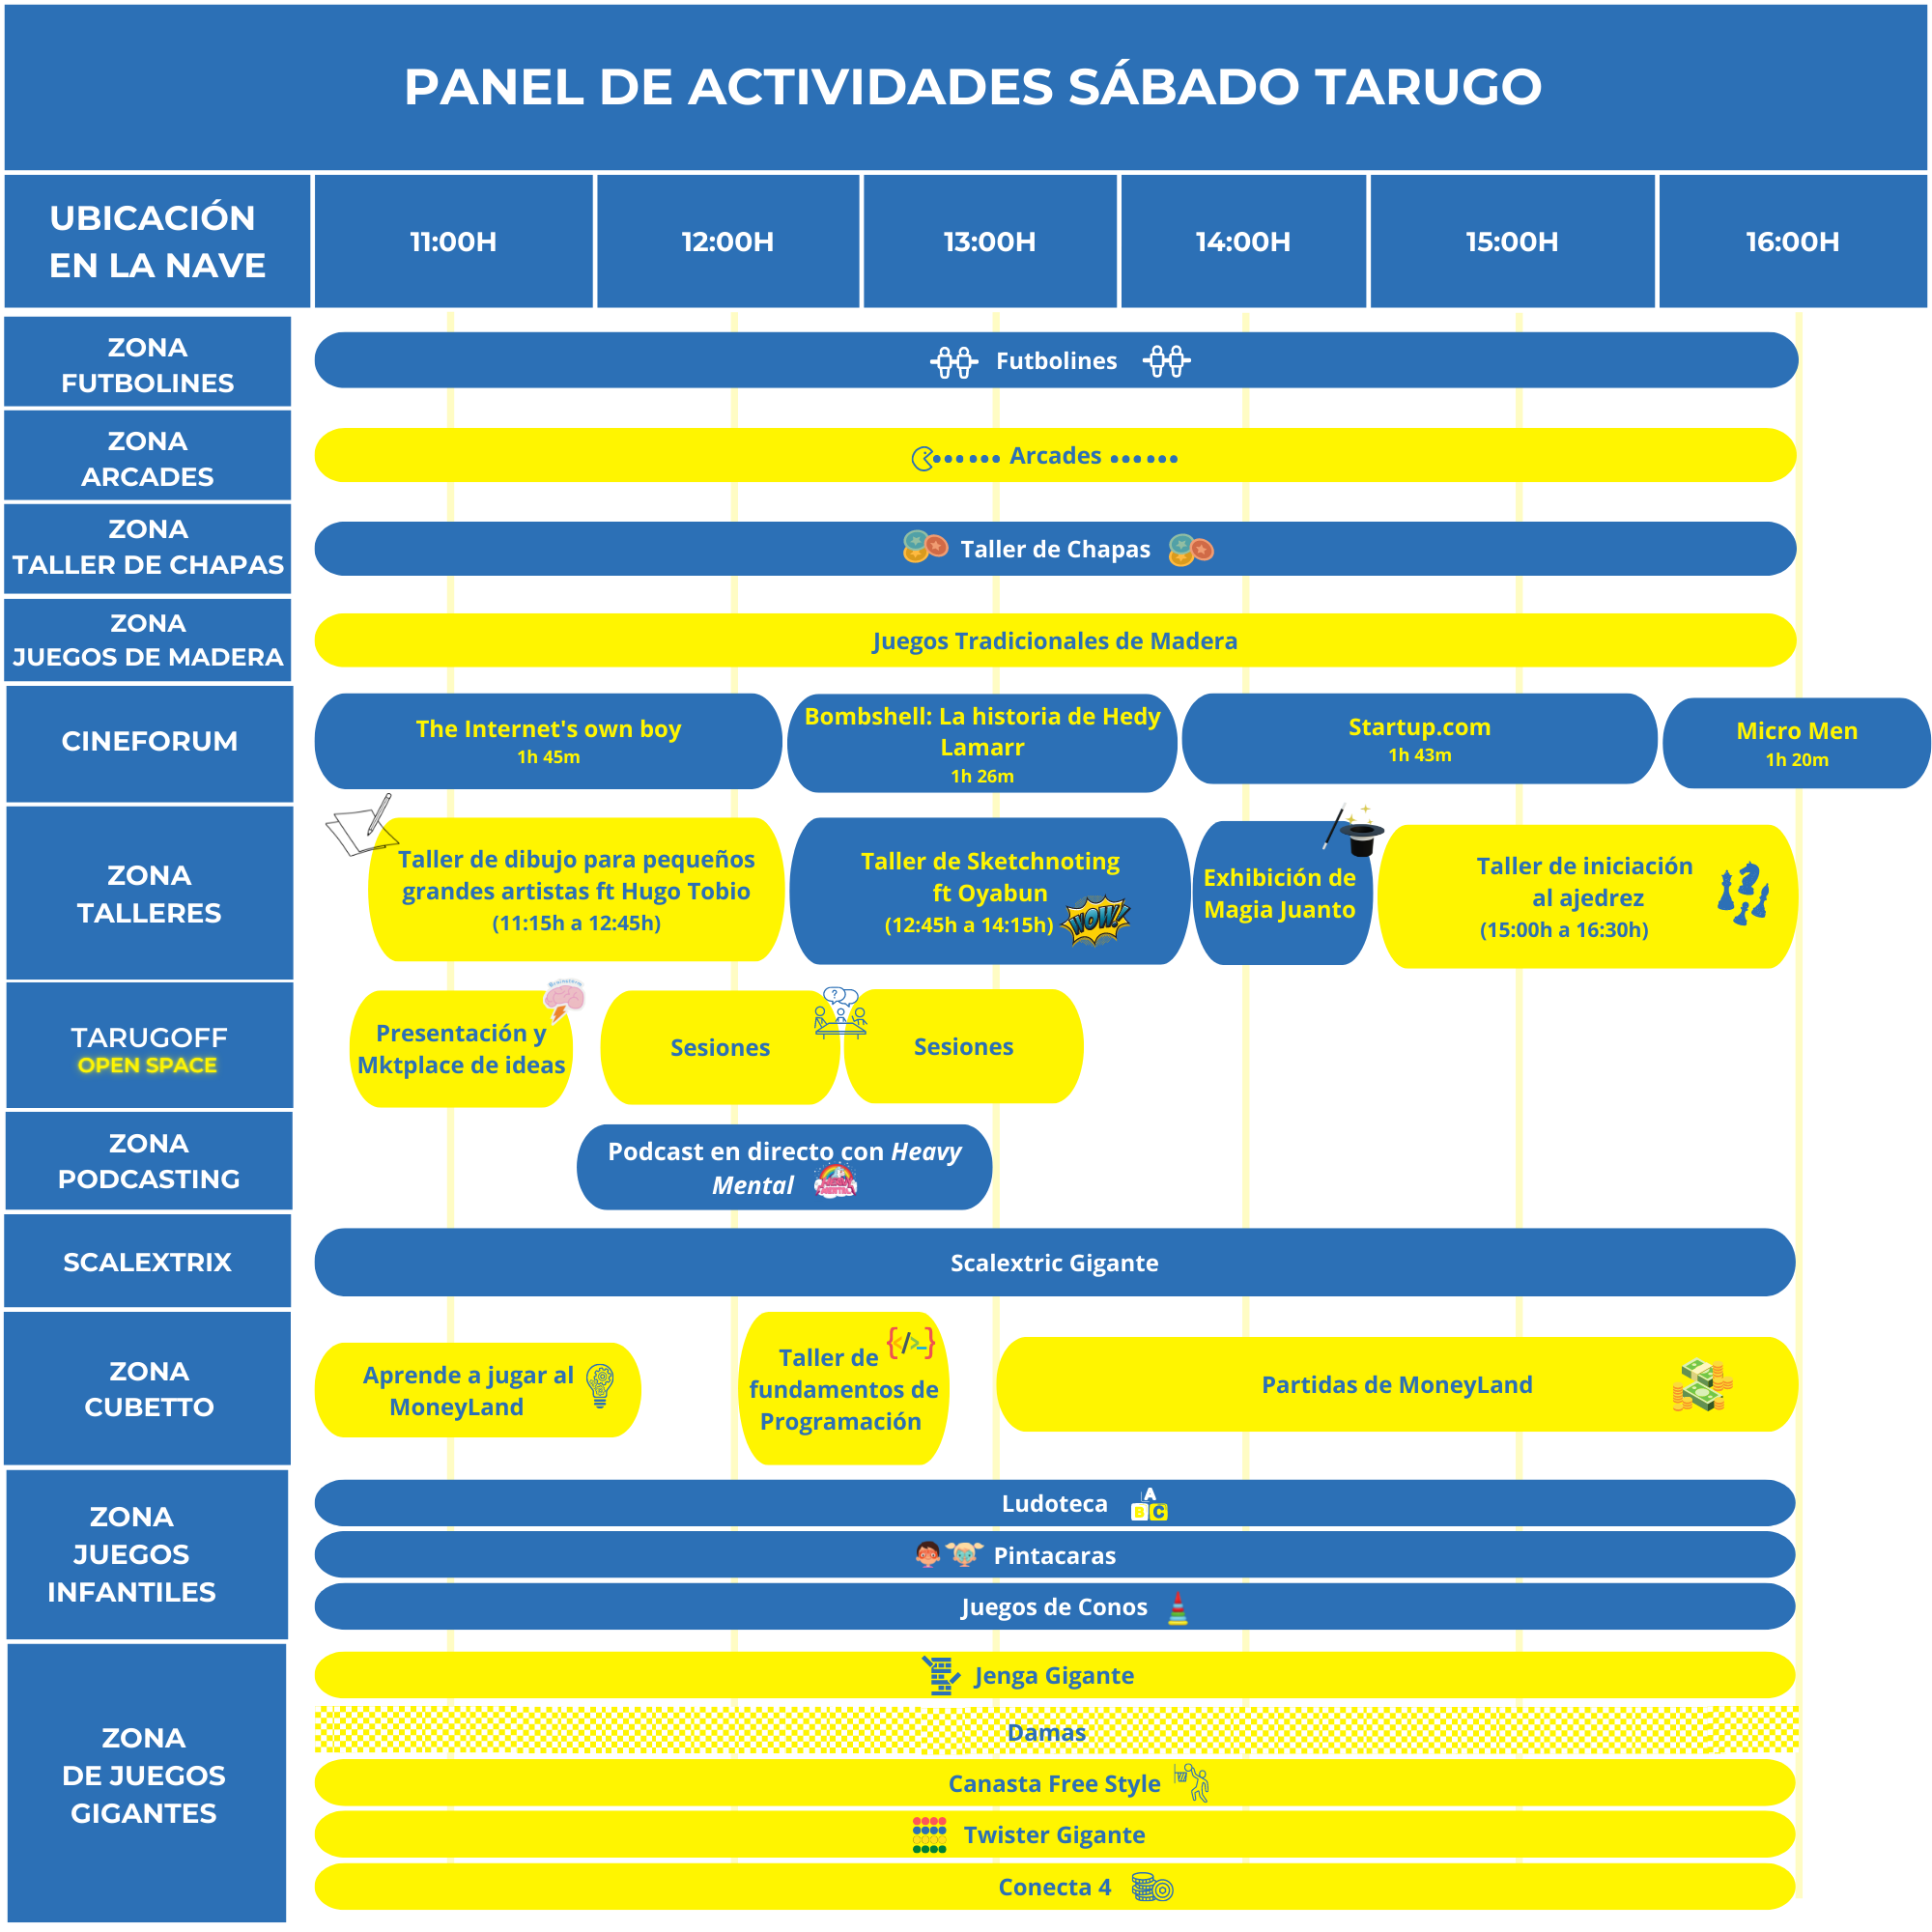 PANEL DE ACTIVIDADES SÁBADO TARUGO
UBICACIÓN
EN LA NAVE
11:00H
12:00H
13:00H
14:00H
15:00H
16:00H
ZONA
FUTBOLINES
Futbolines
ZONA
ARCADES
Arcades
ZONA
TALLER DE CHAPAS
Taller de Chapas
ZONA
JUEGOS DE MADERA
Juegos Tradicionales de Madera
CINEFORUM
The Internet's own boy
1h 45m
Bombshell: La historia de Hedy
Lamarr
1h 26m
Startup.com
1h 43m
Micro Men
1h 20m
ZONA
TALLERES
Taller de dibujo para pequeños
grandes artistas ft Hugo Tobio
(11:15h a 12:45h)
Taller de Sketchnoting
ft Oyabun
(12:45h a 14:15h)
WOW!
Exhibición de
Magia Juanto
Taller de iniciación
al ajedrez
(15:00h a 16:30h)
TARUGOFF
OPEN SPACE
Presentación y
Mktplace de ideas
Sesiones
Sesiones
ZONA
PODCASTING
Podcast en directo con Heavy
Mental
SCALEXTRIX
Scalextric Gigante
ZONA
CUBETTO
Aprende a jugar al
MoneyLand
Taller de
fundamentos de
Programación
Partidas de MoneyLand
ZONA
JUEGOS
INFANTILES
Ludoteca
A
B C
Pintacaras
Juegos de Conos
ZONA
DE JUEGOS
GIGANTES
Jenga Gigante
Damas
Canasta Free Style
Twister Gigante
Conecta 4